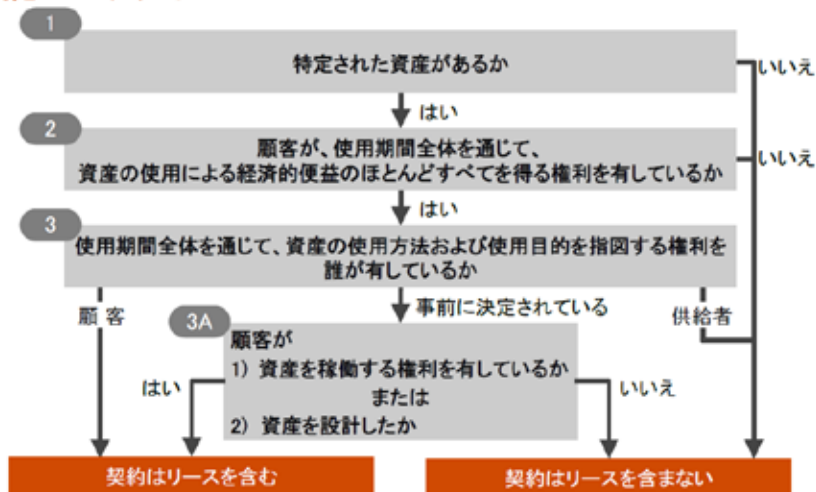 1
特定された資産があるか
いいえ
はい
2
顧客が、使用期間全体を通じて、
資産の使用による経済的便益のほとんどすべてを得る権利を有しているか
いいえ
はい
3
使用期間全体を通じて、資産の使用方法および使用目的を指図する権利を
誰が有しているか
顧 客
事前に決定されている
供給者
3A
顧客が
1) 資産を稼働する権利を有しているか
または
2) 資産を設計したか
はい
いいえ
契約はリースを含む
契約はリースを含まない